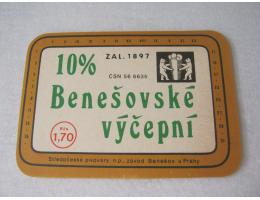 ZAL. 1897
10%
ČSN 56 6635
Benešovské
výčepní
Kčs
1,70
Středočeské pivovary n.p., závod Benešov u Prahy